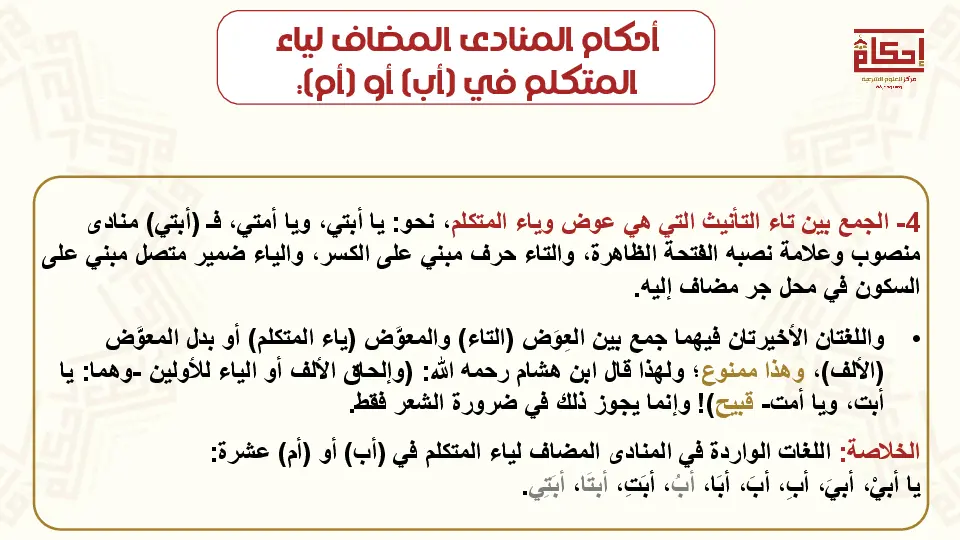 أحكام المنادى المضاف لياء
المتكلم في (أب) أو (أم):
إحكام
مركز للعلوم الشرعية
4- الجمع بين تاء التأنيث التي هي عوض وياء المتكلم، نحو: يا أبتي، ويا أمتي، فـ (أبتي) منادى
منصوب وعلامة نصبه الفتحة الظاهرة، والتاء حرف مبني على الكسر، والياء ضمير متصل مبني على
السكون في محل جر مضاف إليه.
• واللغتان الأخيرتان فيهما جمع بين العِوَض (التاء) والمعوَّض (ياء المتكلم) أو بدل المعوَّض
(الألف)، وهذا ممنوع؛ ولهذا قال ابن هشام رحمه الله: (وإلحاق الألف أو الياء للأولين -وهما: يا
أبت، ويا أمت- قبيح)! وإنما يجوز ذلك في ضرورة الشعر فقط.
الخلاصة: اللغات الواردة في المنادى المضاف لياء المتكلم في (أب) أو (أم) عشرة:
يا أبيْ، أبيَ، أبِ، أبَ، أبَا، أبُ، أبَتِ، أبتَا، أبَتِي.